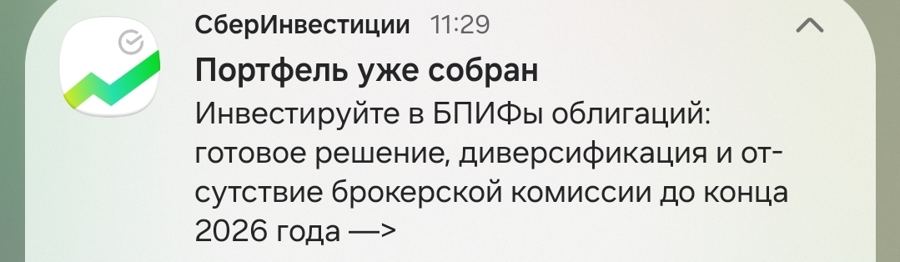 СберИнвестиции 11:29
Портфель уже собран
Инвестируйте в БПИФы облигаций:
готовое решение, диверсификация и от-
сутствие брокерской комиссии до конца
2026 года —>